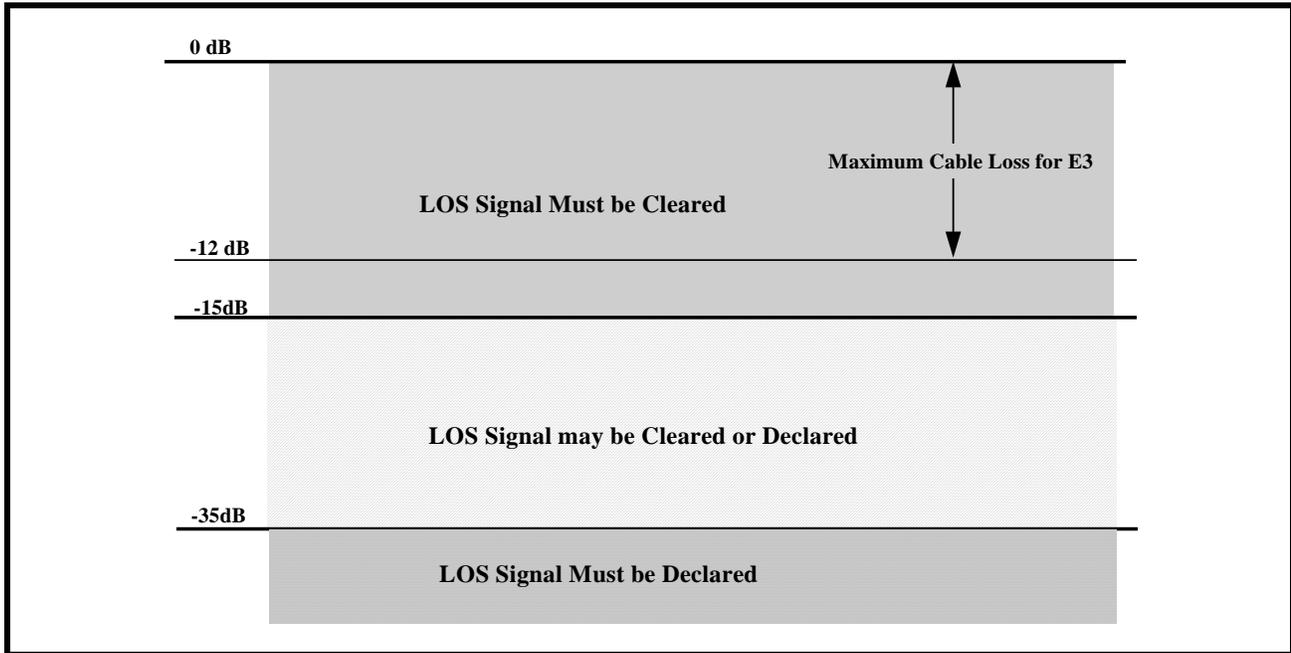 0 dB
Maximum Cable Loss for E3
LOS Signal Must be Cleared
-12 dB
-15dB
LOS Signal may be Cleared or Declared
-35dB
LOS Signal Must be Declared